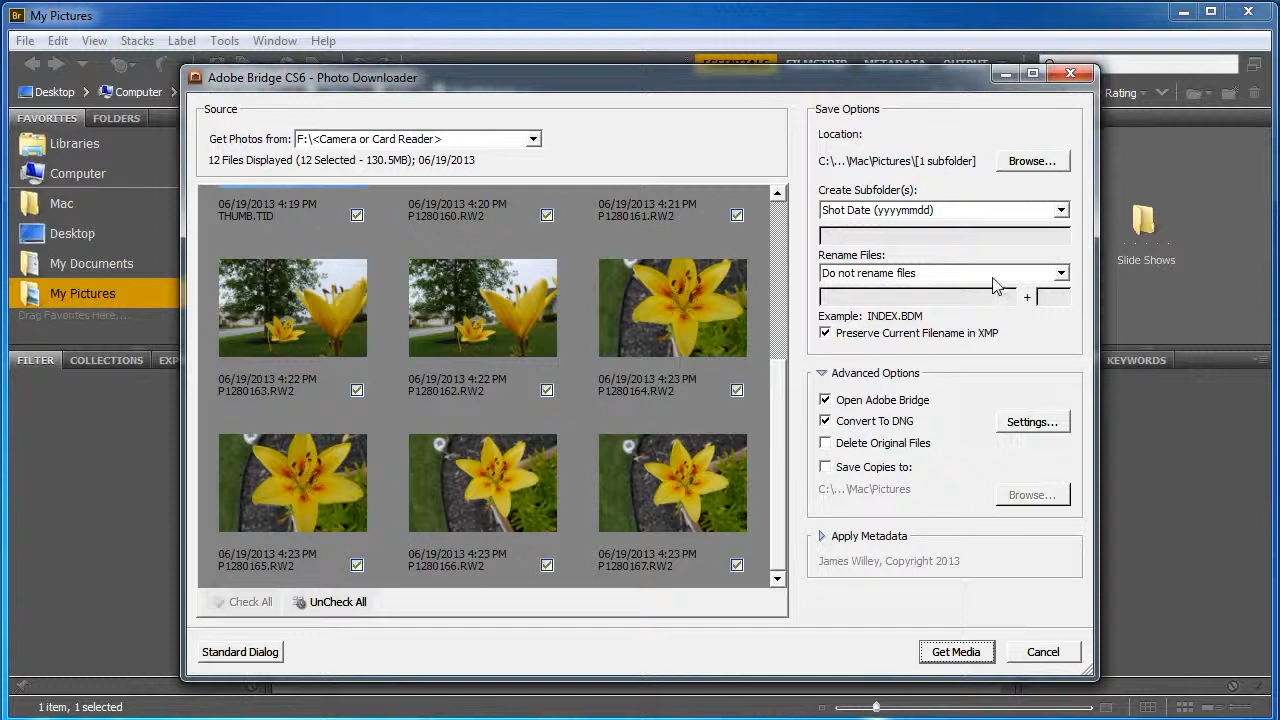 Br My Pictures
File Edit View Stacks Label Tools Window Help
ESSENTIALS FILMSTRIP METADATA OUTPUT
Desktop Computer
Rating
Adobe Bridge CS6 - Photo Downloader
FAVORITES FOLDERS
Libraries
Computer
Mac
Desktop
My Documents
My Pictures
Drag Favorites Here...
FILTER COLLECTIONS EXP
KEYWORDS
Slide Shows
Source
Get Photos from: F:\<Camera or Card Reader>
12 Files Displayed (12 Selected - 130.5MB); 06/19/2013
06/19/2013 4:19 PM 06/19/2013 4:20 PM 06/19/2013 4:21 PM
THUMB.TID P1280160.RW2 P1280161.RW2
06/19/2013 4:22 PM 06/19/2013 4:22 PM 06/19/2013 4:23 PM
P1280163.RW2 P1280162.RW2 P1280164.RW2
06/19/2013 4:23 PM 06/19/2013 4:23 PM 06/19/2013 4:23 PM
P1280165.RW2 P1280166.RW2 P1280167.RW2
Check All UnCheck All
Standard Dialog
Save Options
Location:
C:\...\Mac\Pictures\[1 subfolder] Browse...
Create Subfolder(s):
Shot Date (yyyymmdd)
Rename Files:
Do not rename files
+
Example: INDEX.BDM
Preserve Current Filename in XMP
Advanced Options
Open Adobe Bridge
Convert To DNG Settings...
Delete Original Files
Save Copies to:
C:\...\Mac\Pictures Browse...
Apply Metadata
James Willey, Copyright 2013
Get Media Cancel
1 item, 1 selected